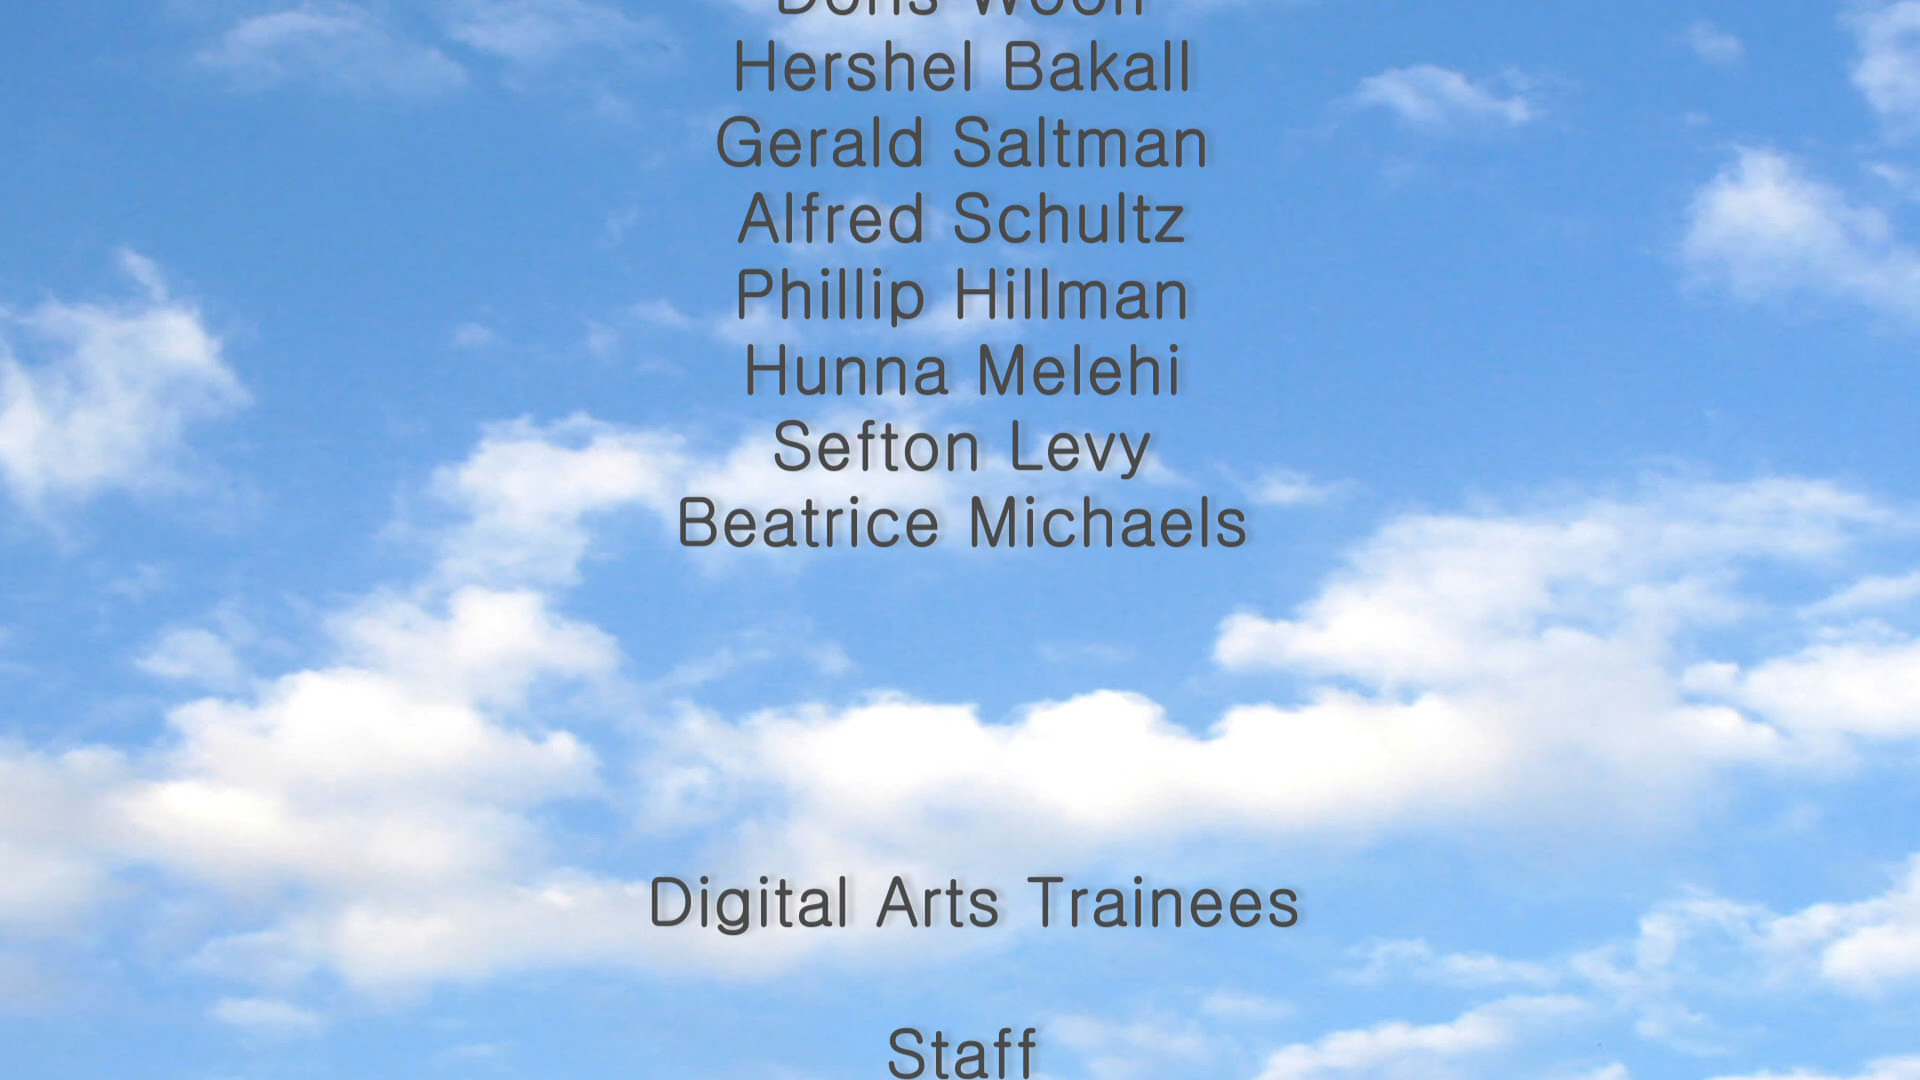 Hershel Bakall
Gerald Saltman
Alfred Schultz
Phillip Hillman
Hunna Melehi
Sefton Levy
Beatrice Michaels
Digital Arts Trainees
Staff